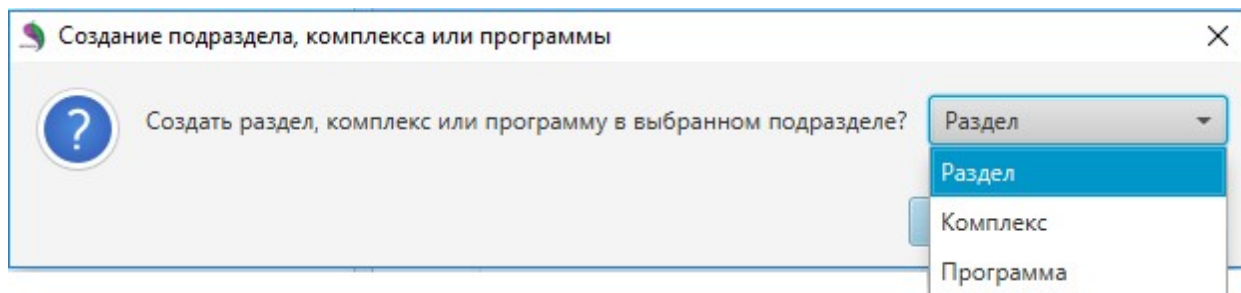 Создание подраздела, комплекса или программы
Создать раздел, комплекс или программу в выбранном подразделе? Раздел
Раздел
Комплекс
Программа